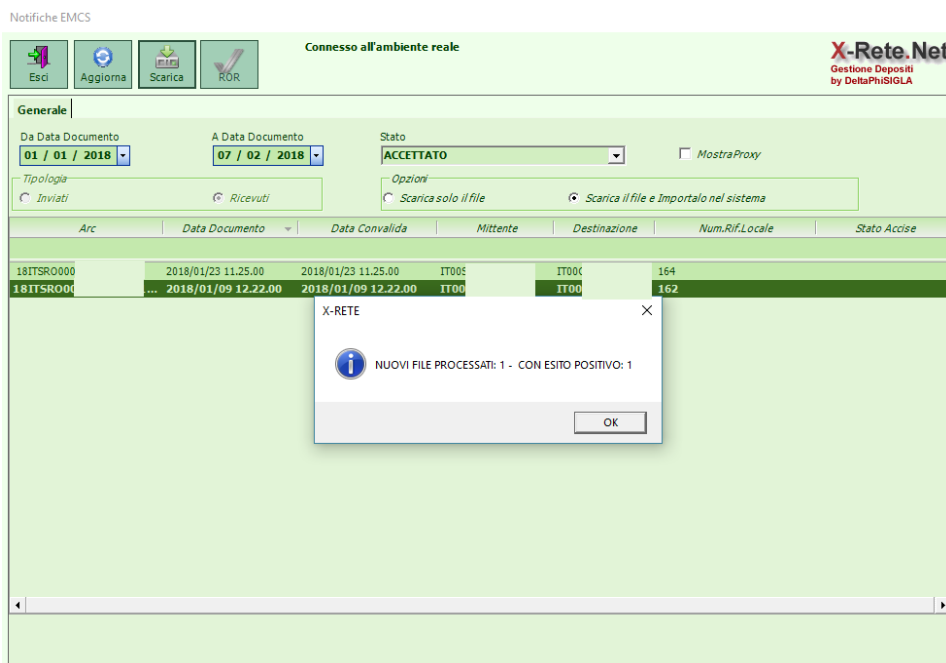 Notifiche EMCS
Connesso all'ambiente reale
X-Rete.Net
Gestione Depositi
by DeltaPhiSIGLA
Esci Aggiorna Scarica ROR
Generale
Da Data Documento A Data Documento Stato
01 / 01 / 2018 07 / 02 / 2018 ACCETTATO MostraProxy
Tipologia Opzioni
Inviati Ricevuti Scarica solo il file Scarica il file e Importalo nel sistema
Arc Data Documento Data Convalida Mittente Destinazione Num.Rif.Locale Stato Accise
18ITSRO000 2018/01/23 11.25.00 2018/01/23 11.25.00 IT00S IT00 164
18ITSRO00 ... 2018/01/09 12.22.00 2018/01/09 12.22.00 IT00 IT00 162
X-RETE
NUOVI FILE PROCESSATI: 1 - CON ESITO POSITIVO: 1
OK